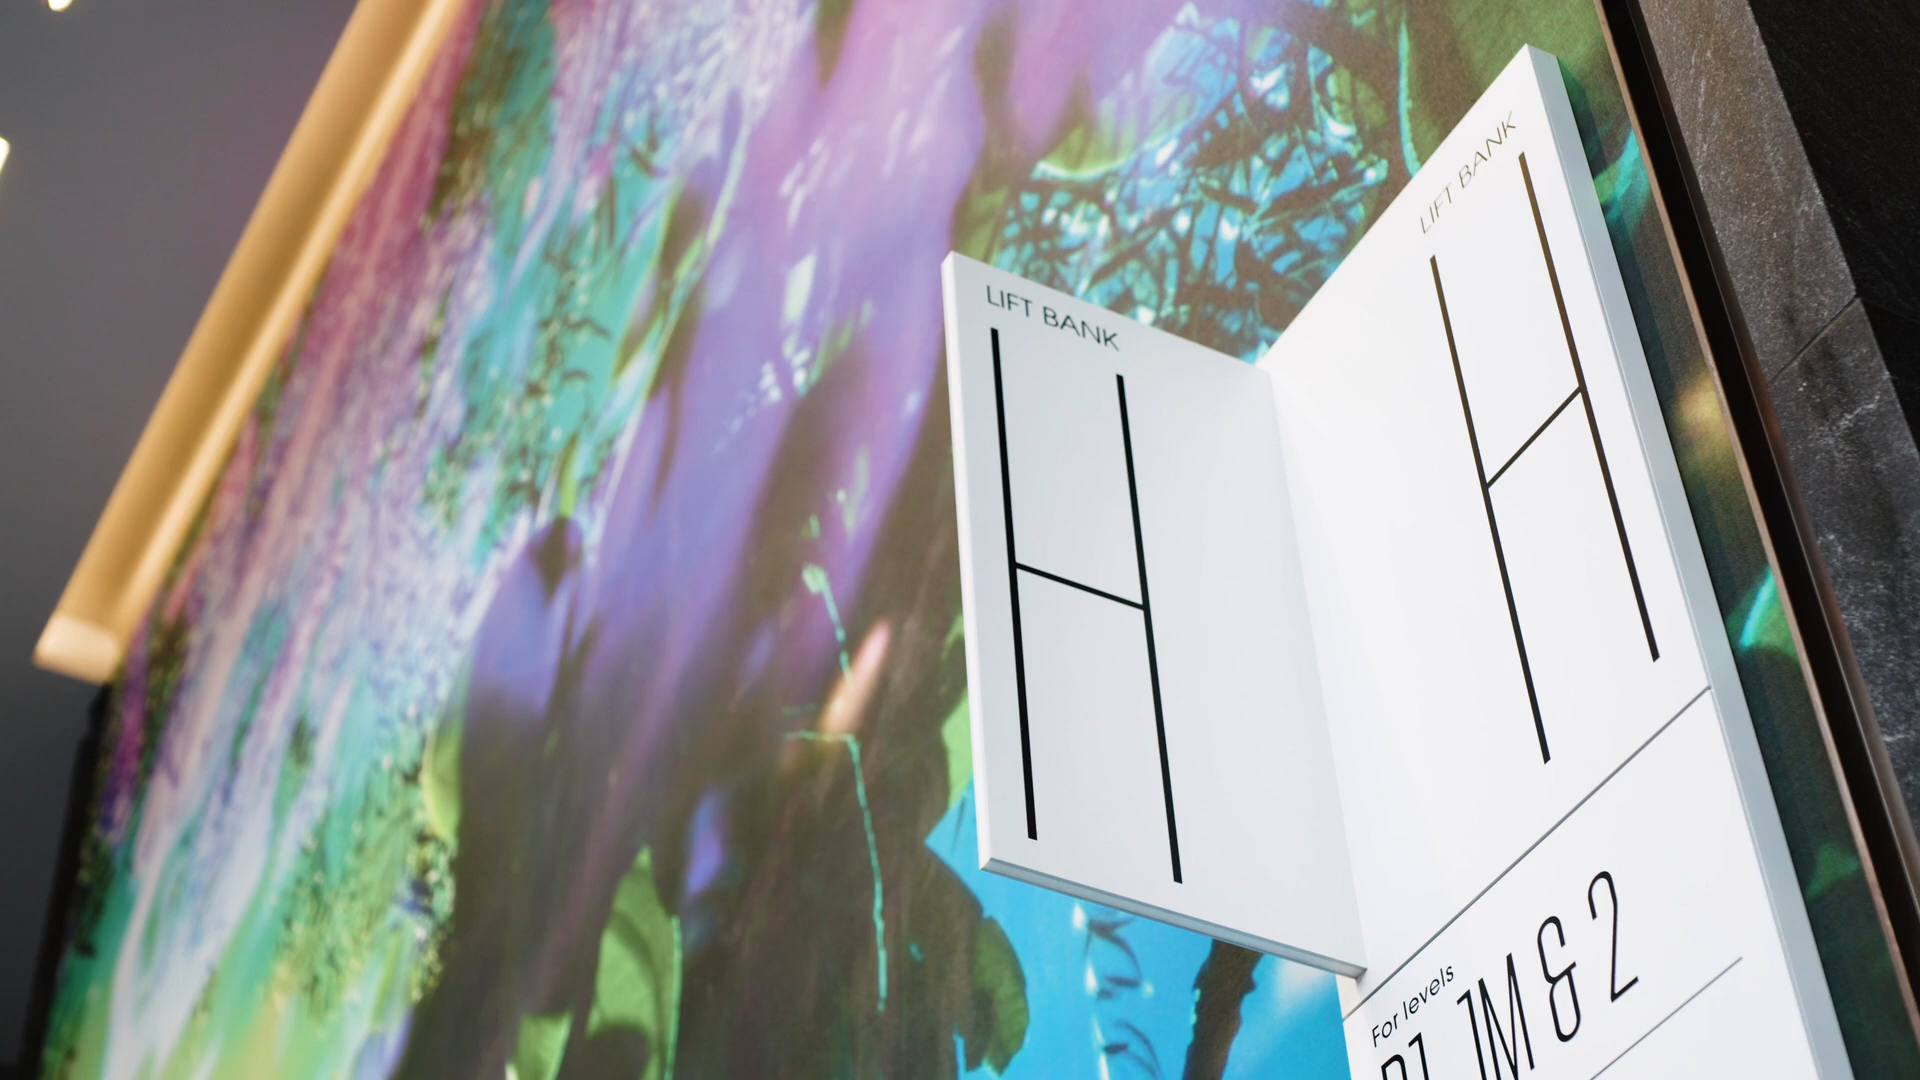 LIFT BANK
H
LIFT BANK
H
For levels
1M & 2